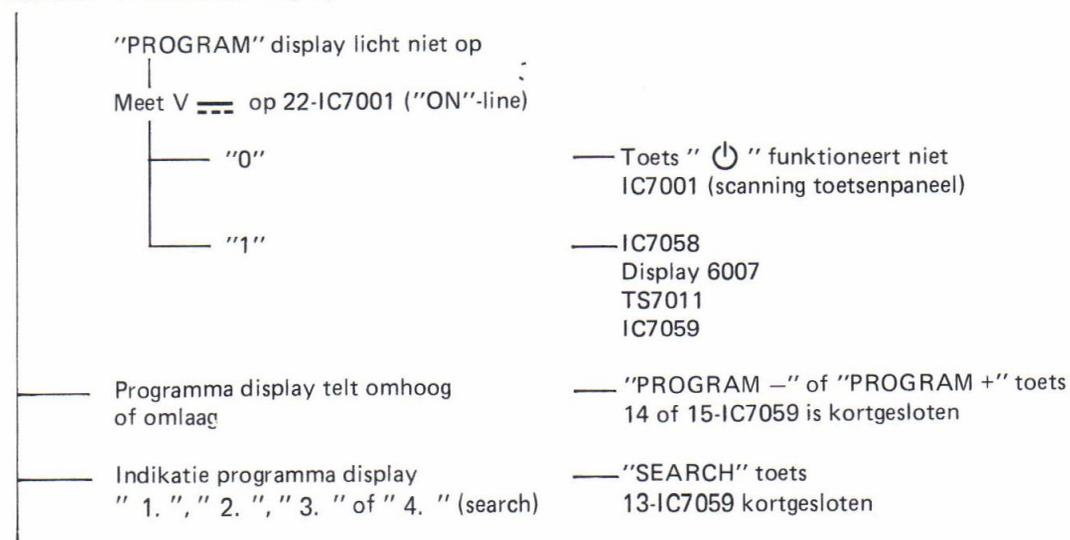 "PROGRAM" display licht niet op
Meet V ⎓ op 22-IC7001 ("ON"-line)
"0"
Toets " ⏻ " funktioneert niet
IC7001 (scanning toetsenpaneel)
"1"
IC7058
Display 6007
TS7011
IC7059
Programma display telt omhoog
of omlaag
"PROGRAM –" of "PROGRAM +" toets
14 of 15-IC7059 is kortgesloten
Indikatie programma display
" 1. ", " 2. ", " 3. " of " 4. " (search)
"SEARCH" toets
13-IC7059 kortgesloten